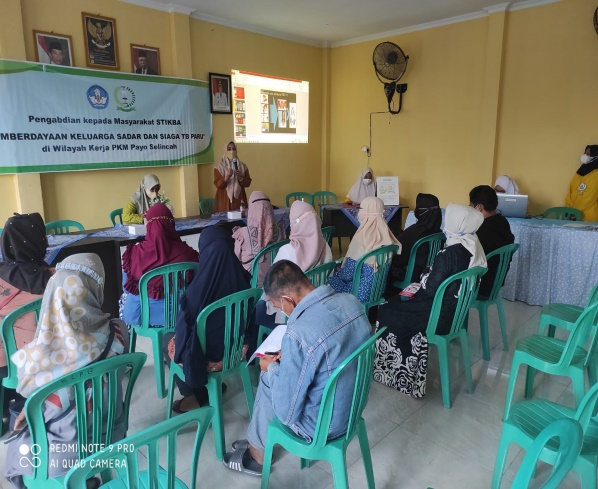 Pengabdian kepada Masyarakat STIKBA
MBERDAYAAN KELUARGA SADAR DAN SIAGA TB PARU"
di Wilayah Kerja PKM Payo Selincah
REDMI NOTE 9 PRO
AI QUAD CAMERA